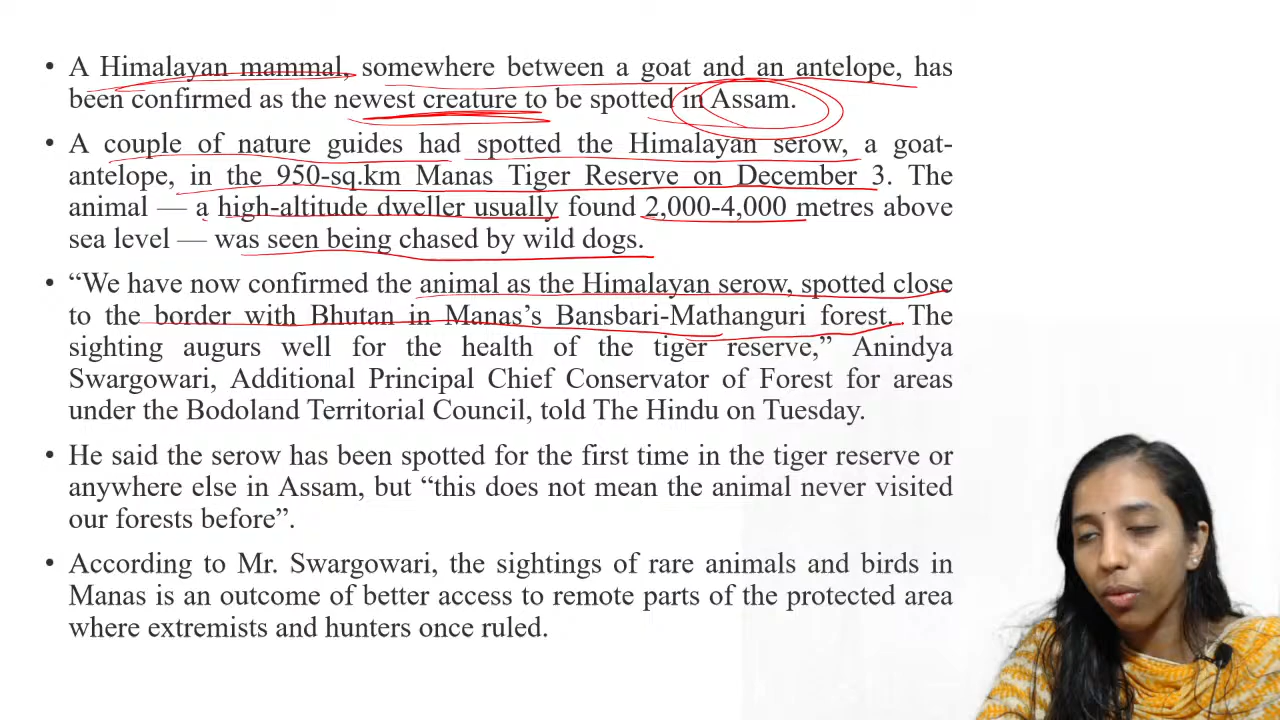 • A Himalayan mammal, somewhere between a goat and an antelope, has
been confirmed as the newest creature to be spotted in Assam.
• A couple of nature guides had spotted the Himalayan serow, a goat-
antelope, in the 950-sq.km Manas Tiger Reserve on December 3. The
animal — a high-altitude dweller usually found 2,000-4,000 metres above
sea level — was seen being chased by wild dogs.
• “We have now confirmed the animal as the Himalayan serow, spotted close
to the border with Bhutan in Manas’s Bansbari-Mathanguri forest. The
sighting augurs well for the health of the tiger reserve,” Anindya
Swargowari, Additional Principal Chief Conservator of Forest for areas
under the Bodoland Territorial Council, told The Hindu on Tuesday.
• He said the serow has been spotted for the first time in the tiger reserve or
anywhere else in Assam, but “this does not mean the animal never visited
our forests before”.
• According to Mr. Swargowari, the sightings of rare animals and birds in
Manas is an outcome of better access to remote parts of the protected area
where extremists and hunters once ruled.